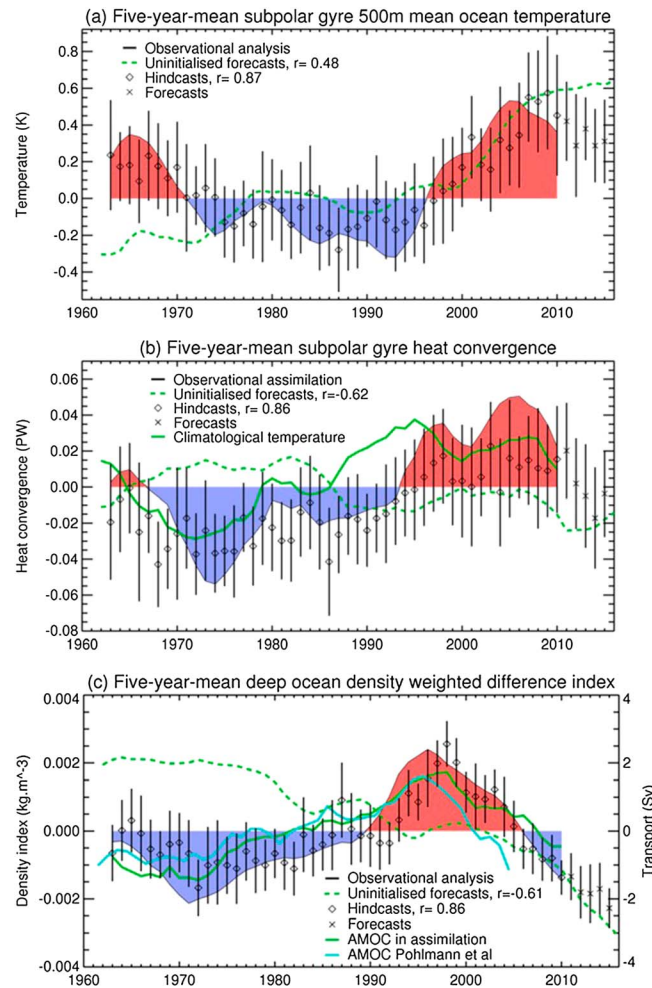 (a) Five-year-mean subpolar gyre 500m mean ocean temperature
Observational analysis
Uninitialised forecasts, r= 0.48
Hindcasts, r= 0.87
Forecasts
Temperature (K)
0.8
0.6
0.4
0.2
0.0
-0.2
-0.4
1960 1970 1980 1990 2000 2010
(b) Five-year-mean subpolar gyre heat convergence
Observational assimilation
Uninitialised forecasts, r=-0.62
Hindcasts, r= 0.86
Forecasts
Climatological temperature
Heat convergence (PW)
0.06
0.04
0.02
0.00
-0.02
-0.04
-0.06
-0.08
1960 1970 1980 1990 2000 2010
(c) Five-year-mean deep ocean density weighted difference index
Density index (kg.m^-3)
0.004
0.002
0.000
-0.002
-0.004
4
2
0
-2
-4
Transport (Sv)
Observational analysis
Uninitialised forecasts, r=-0.61
Hindcasts, r= 0.86
Forecasts
AMOC in assimilation
AMOC Pohlmann et al
1960 1970 1980 1990 2000 2010